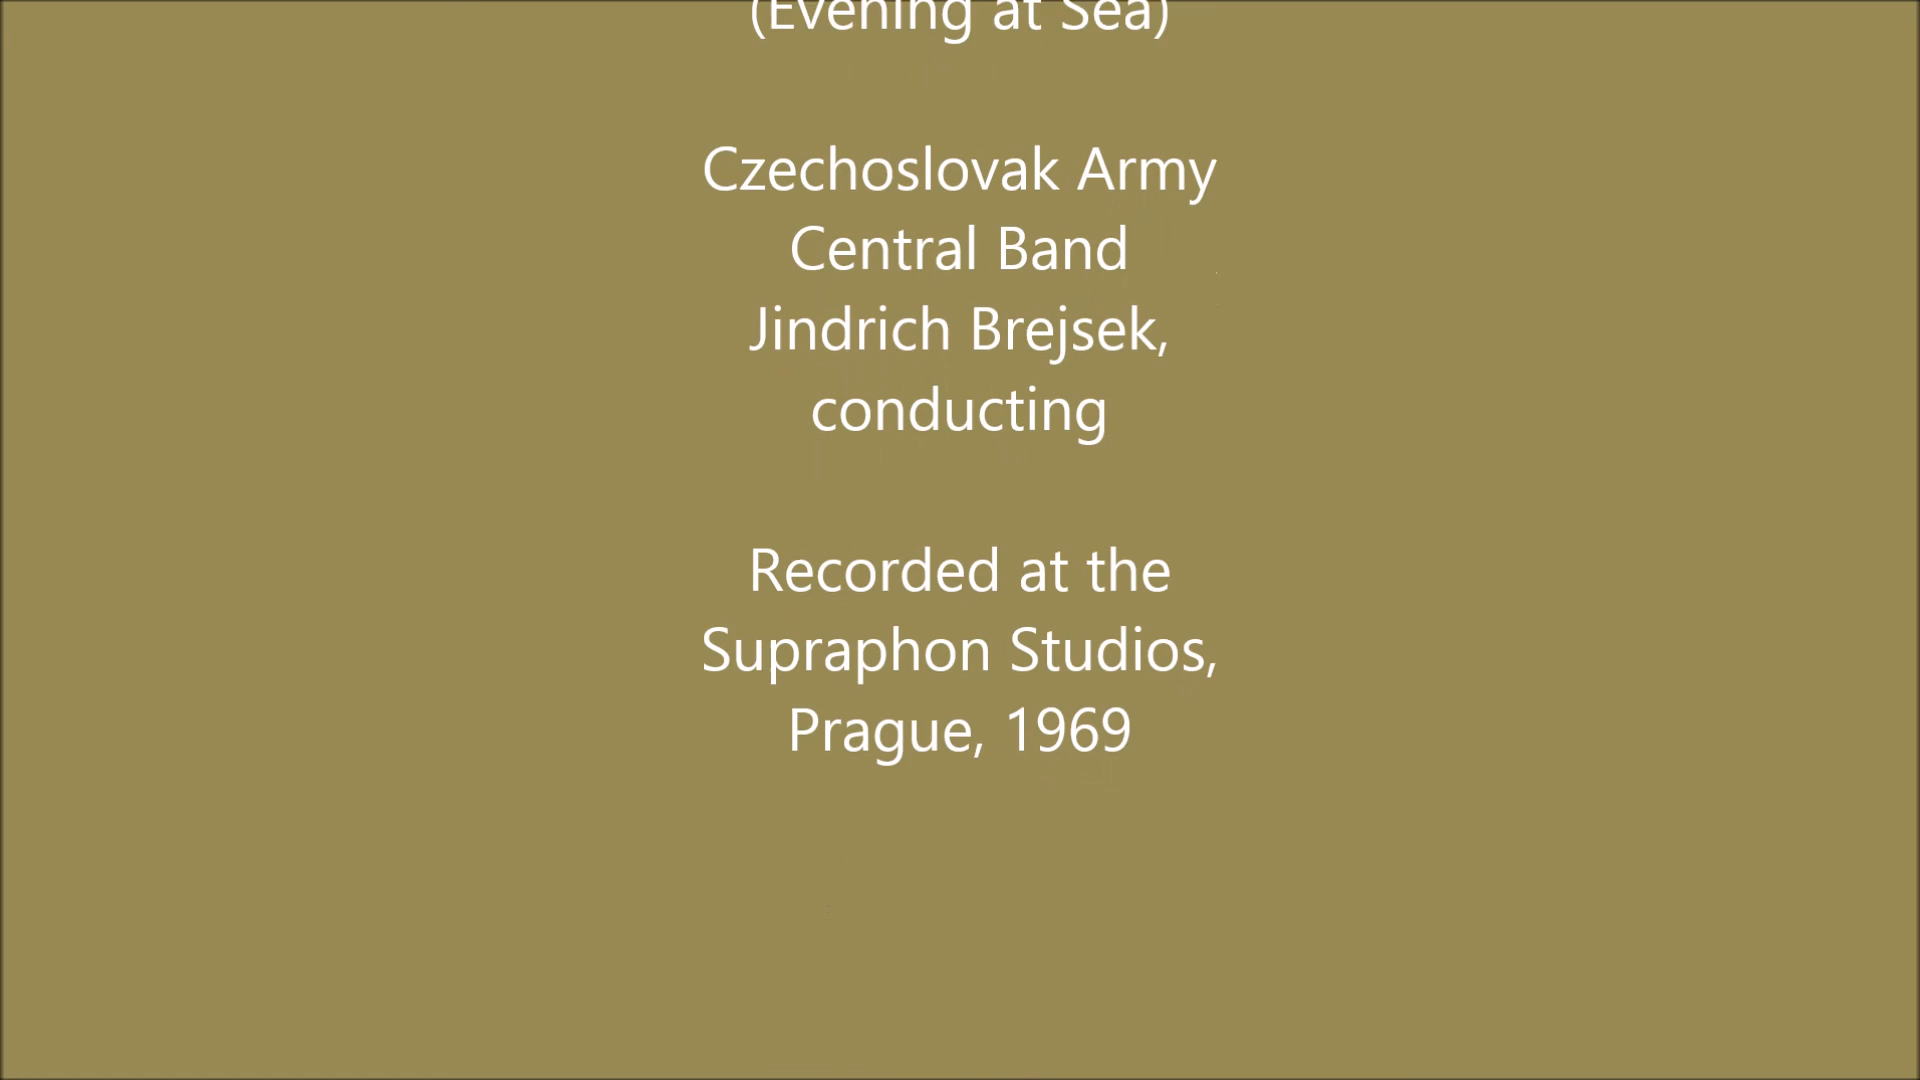 (Evening at Sea)
Czechoslovak Army
Central Band
Jindrich Brejsek,
conducting
Recorded at the
Supraphon Studios,
Prague, 1969